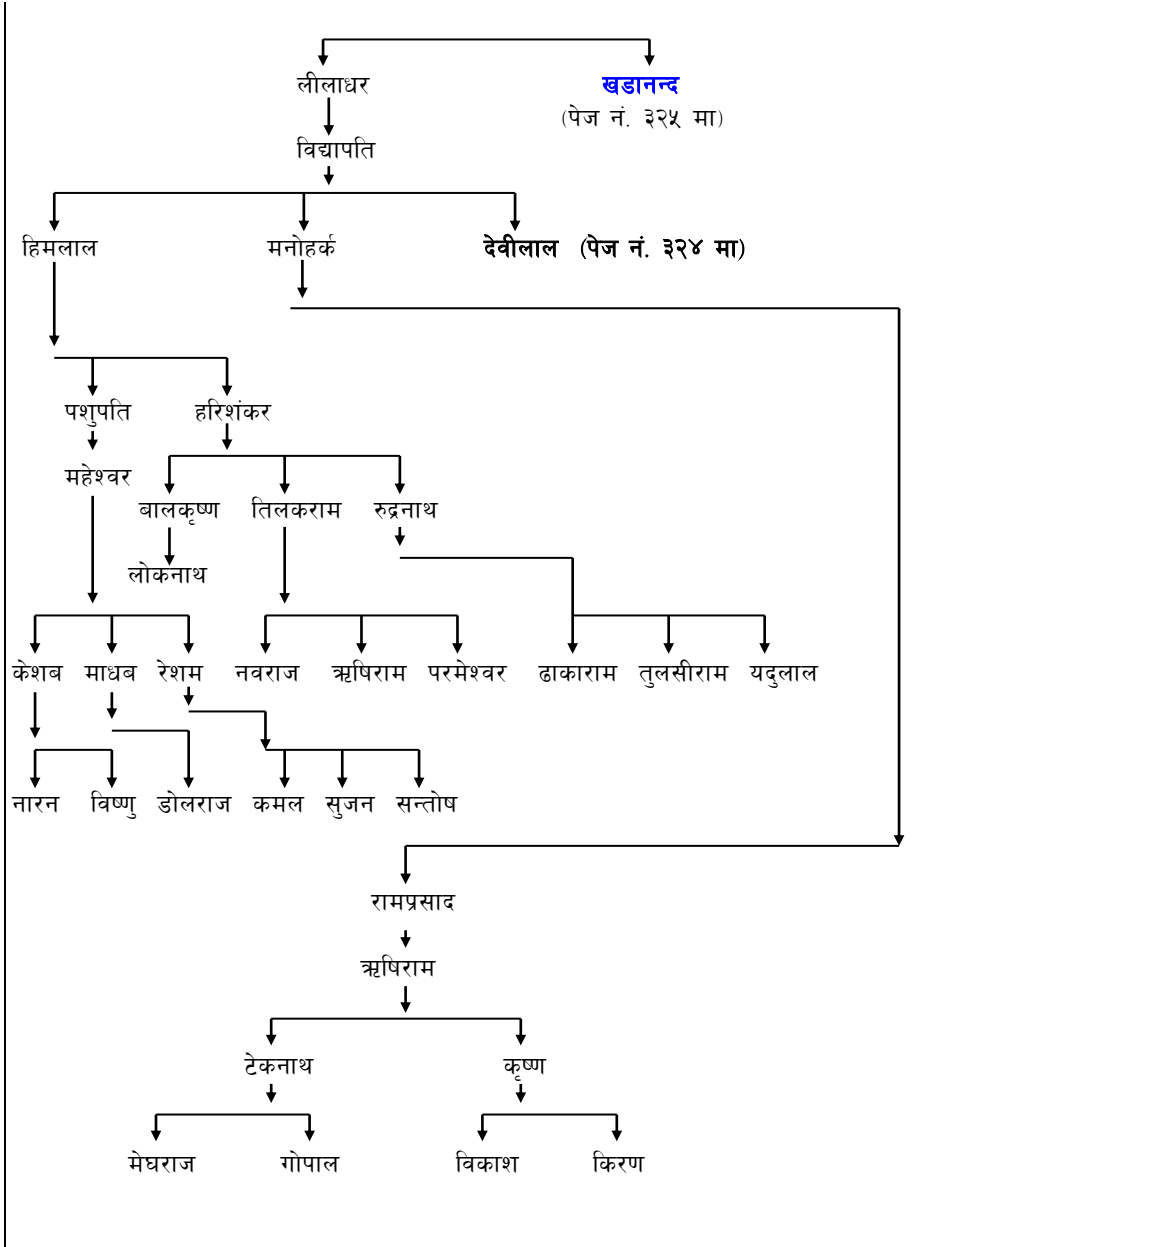 लीलाधर खडानन्द
(पेज नं. ३२५ मा)
विद्यापति
हिमलाल मनोहर्क देवीलाल (पेज नं. ३२४ मा)
पशुपति हरिशंकर
महेश्वर
बालकृष्ण तिलकराम रुद्रनाथ
लोकनाथ
केशब माधब रेशम नवराज ऋषिराम परमेश्वर ढाकाराम तुलसीराम यदुलाल
नारन विष्णु डोलराज कमल सुजन सन्तोष
रामप्रसाद
ऋषिराम
टेकनाथ कृष्ण
मेघराज गोपाल विकाश किरण